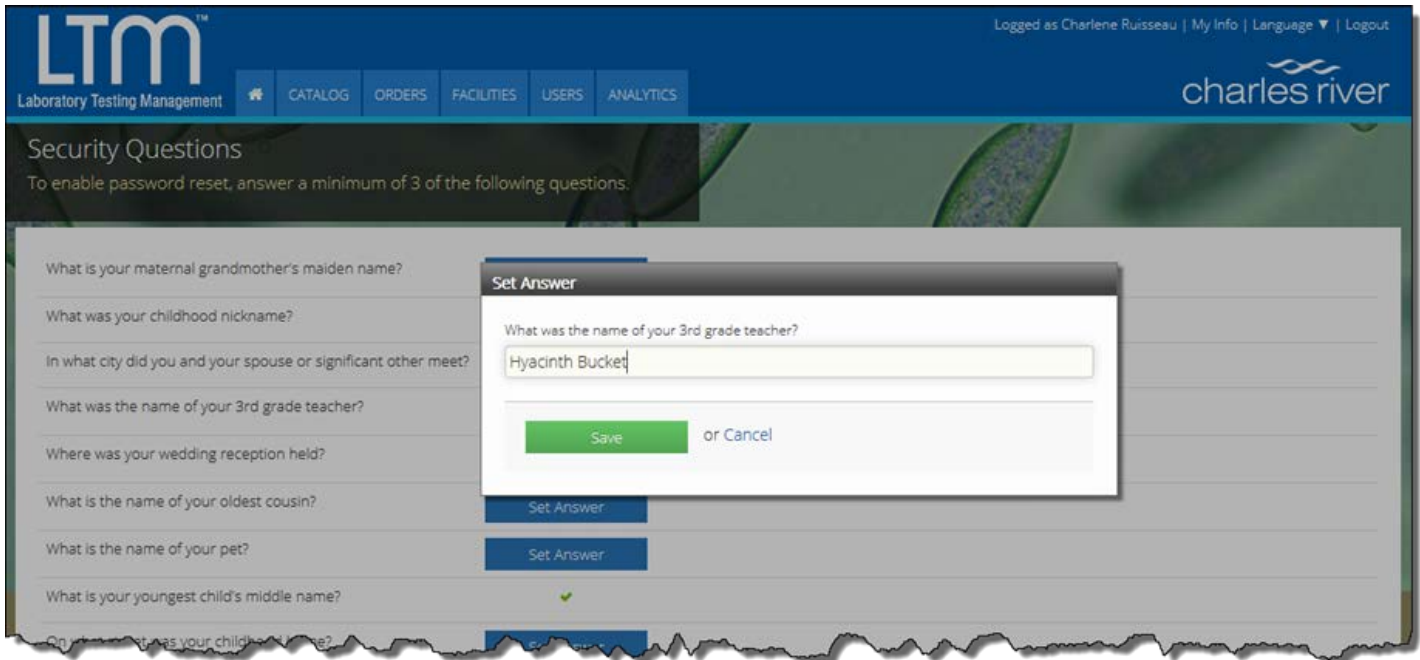 LTM™
Laboratory Testing Management
Logged as Charlene Ruisseau | My Info | Language ▼ | Logout
CATALOG ORDERS FACILITIES USERS ANALYTICS
charles river
Security Questions
To enable password reset, answer a minimum of 3 of the following questions.
What is your maternal grandmother's maiden name?
What was your childhood nickname?
In what city did you and your spouse or significant other meet?
What was the name of your 3rd grade teacher?
Where was your wedding reception held?
What is the name of your oldest cousin? Set Answer
What is the name of your pet? Set Answer
What is your youngest child's middle name? ✔
On was your
Set Answer
What was the name of your 3rd grade teacher?
Hyacinth Bucket
Save or Cancel